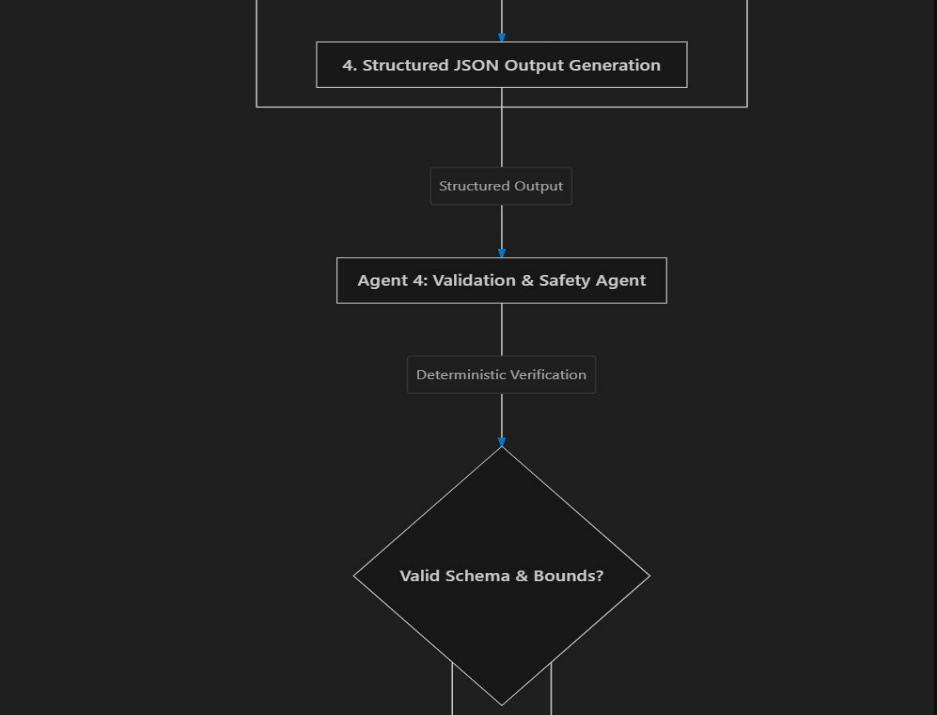 4. Structured JSON Output Generation
Structured Output
Agent 4: Validation & Safety Agent
Deterministic Verification
Valid Schema & Bounds?